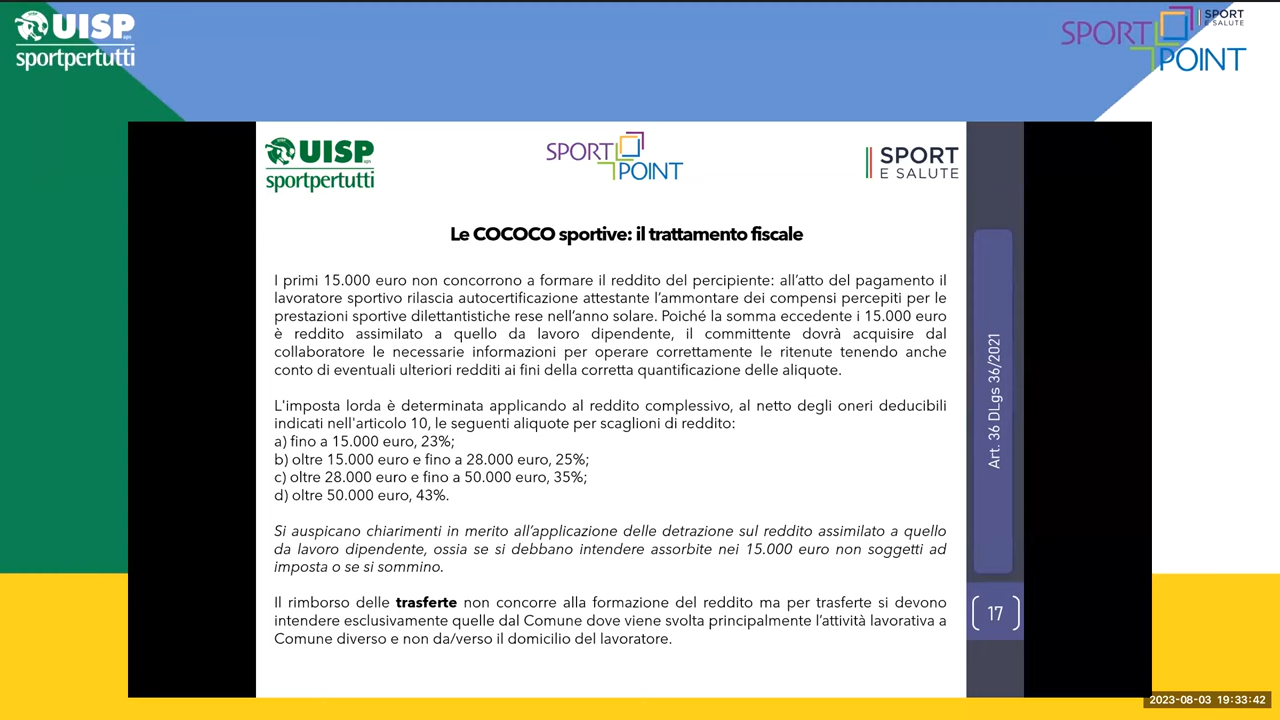 UISP aps
sportpertutti
SPORT POINT
SPORT
E SALUTE
UISP aps
sportpertutti
SPORT POINT
SPORT
E SALUTE
Le COCOCO sportive: il trattamento fiscale
I primi 15.000 euro non concorrono a formare il reddito del percipiente: all’atto del pagamento il
lavoratore sportivo rilascia autocertificazione attestante l’ammontare dei compensi percepiti per le
prestazioni sportive dilettantistiche rese nell’anno solare. Poiché la somma eccedente i 15.000 euro
è reddito assimilato a quello da lavoro dipendente, il committente dovrà acquisire dal
collaboratore le necessarie informazioni per operare correttamente le ritenute tenendo anche
conto di eventuali ulteriori redditi ai fini della corretta quantificazione delle aliquote.
L'imposta lorda è determinata applicando al reddito complessivo, al netto degli oneri deducibili
indicati nell'articolo 10, le seguenti aliquote per scaglioni di reddito:
a) fino a 15.000 euro, 23%;
b) oltre 15.000 euro e fino a 28.000 euro, 25%;
c) oltre 28.000 euro e fino a 50.000 euro, 35%;
d) oltre 50.000 euro, 43%.
Si auspicano chiarimenti in merito all’applicazione delle detrazione sul reddito assimilato a quello
da lavoro dipendente, ossia se si debbano intendere assorbite nei 15.000 euro non soggetti ad
imposta o se si sommino.
Il rimborso delle trasferte non concorre alla formazione del reddito ma per trasferte si devono
intendere esclusivamente quelle dal Comune dove viene svolta principalmente l’attività lavorativa a
Comune diverso e non da/verso il domicilio del lavoratore.
Art. 36 DLgs 36/2021
17
2023-08-03 19:33:42